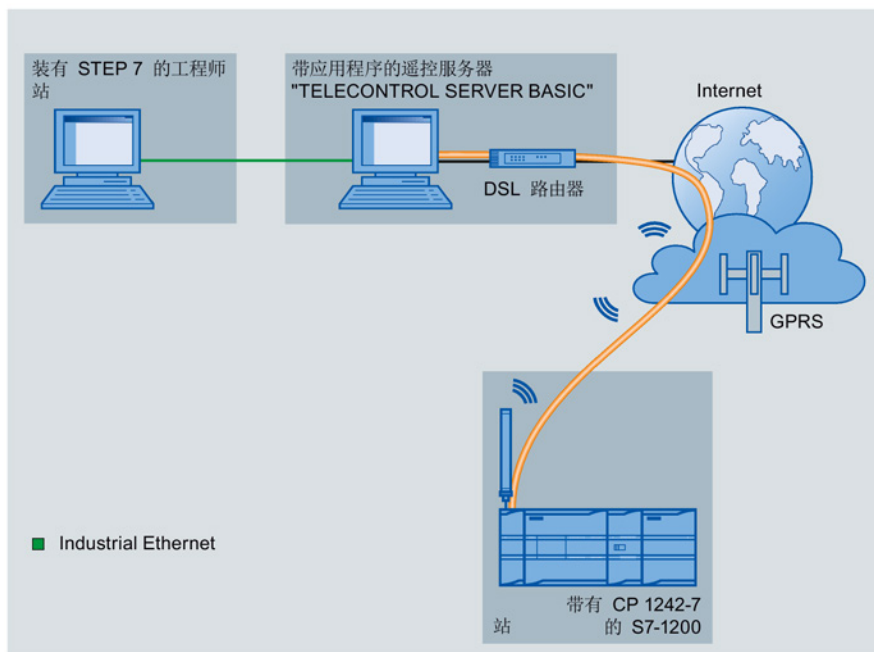 装有 STEP 7 的工程师
站
带应用程序的遥控服务器
"TELECONTROL SERVER BASIC"
Internet
DSL 路由器
GPRS
Industrial Ethernet
带有 CP 1242-7
站 的 S7-1200